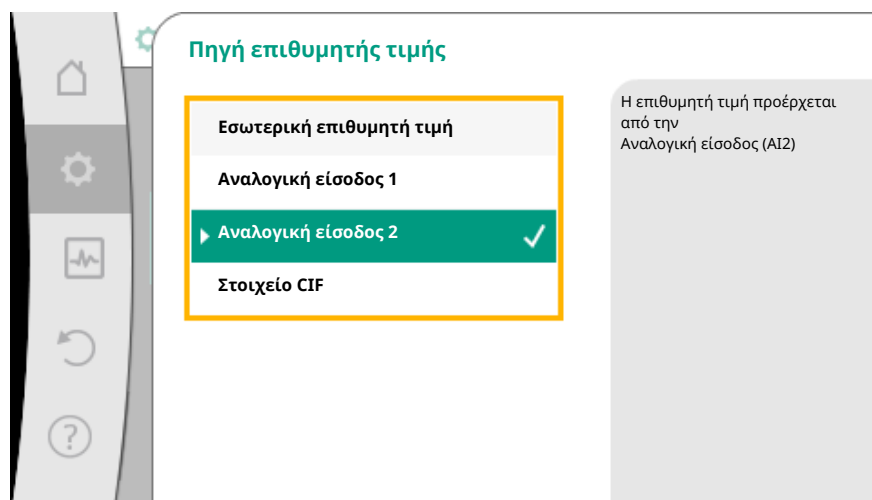 Πηγή επιθυμητής τιμής
Εσωτερική επιθυμητή τιμή
Αναλογική είσοδος 1
Αναλογική είσοδος 2
Στοιχείο CIF
Η επιθυμητή τιμή προέρχεται
από την
Αναλογική είσοδος (AI2)